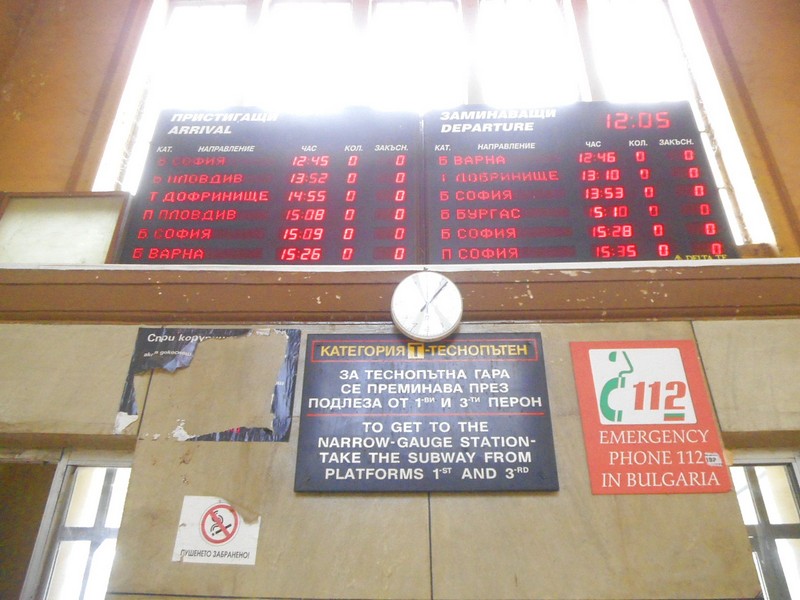 ПРИСТИГАЩИ
ARRIVAL
КАТ. НАПРАВЛЕНИЕ ЧАС КОЛ. ЗАКЪСН.
Б СОФИЯ 12:45 0 0
Б ПЛОВДИВ 13:52 0 0
Т ДОФРИНИЩЕ 14:55 0 0
П ПЛОВДИВ 15:08 0 0
Б СОФИЯ 15:09 0 0
Б ВАРНА 15:26 0 0
ЗАМИНАВАЩИ 12:05
DEPARTURE
КАТ. НАПРАВЛЕНИЕ ЧАС КОЛ. ЗАКЪСН.
Б ВАРНА 12:46 0 0
Т ДОБРИНИЩЕ 13:10 0 0
Б СОФИЯ 13:53 0 0
Б БУРГАС 15:10 0 0
Б СОФИЯ 15:28 0 0
П СОФИЯ 15:35 0 0
DELTA
Спри
КАТЕГОРИЯ Т-ТЕСНОПЪТЕН
ЗА ТЕСНОПЪТНА ГАРА
СЕ ПРЕМИНАВА ПРЕЗ
ПОДЛЕЗА ОТ 1-ВИ И 3-ТИ ПЕРОН
TO GET TO THE
NARROW-GAUGE STATION-
TAKE THE SUBWAY FROM
PLATFORMS 1-ST AND 3-RD
112
EMERGENCY
PHONE 112
IN BULGARIA
ПУШЕНЕТО ЗАБРАНЕНО!